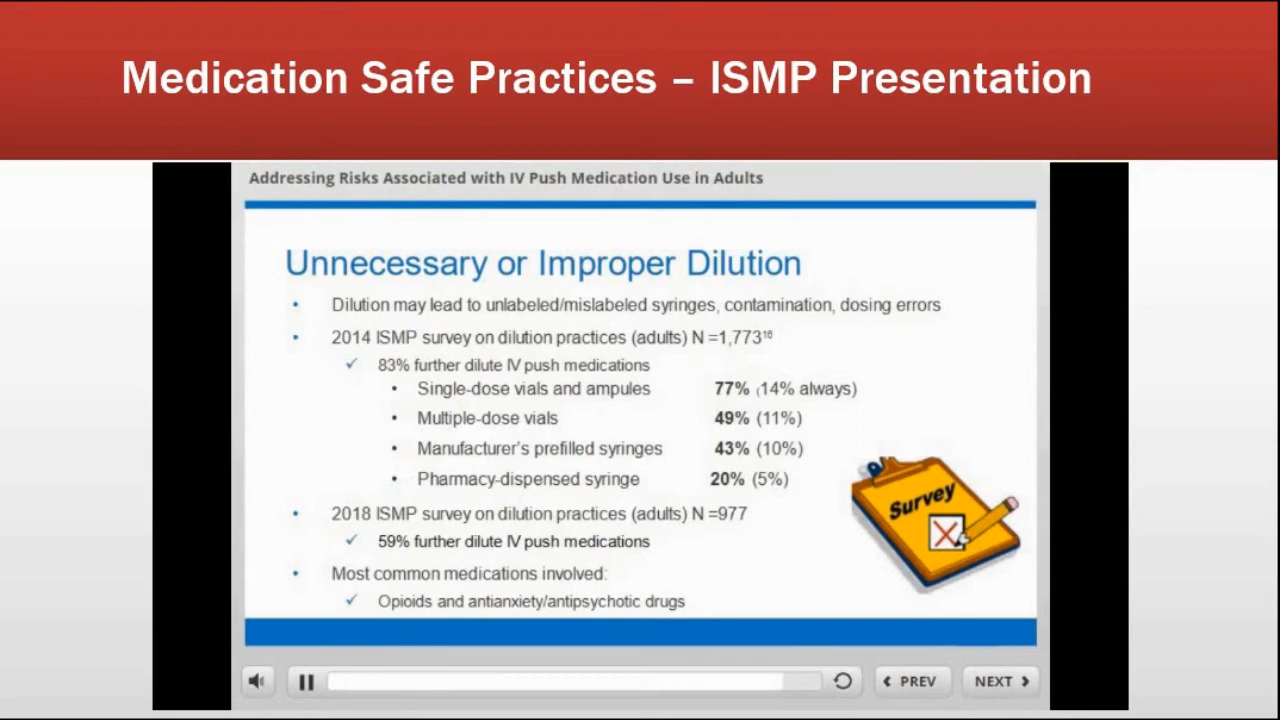 Medication Safe Practices – ISMP Presentation
Addressing Risks Associated with IV Push Medication Use in Adults
Unnecessary or Improper Dilution
• Dilution may lead to unlabeled/mislabeled syringes, contamination, dosing errors
• 2014 ISMP survey on dilution practices (adults) N =1,773¹⁶
✓ 83% further dilute IV push medications
• Single-dose vials and ampules 77% (14% always)
• Multiple-dose vials 49% (11%)
• Manufacturer's prefilled syringes 43% (10%)
• Pharmacy-dispensed syringe 20% (5%)
Survey
• 2018 ISMP survey on dilution practices (adults) N =977
✓ 59% further dilute IV push medications
• Most common medications involved:
✓ Opioids and antianxiety/antipsychotic drugs
PREV NEXT